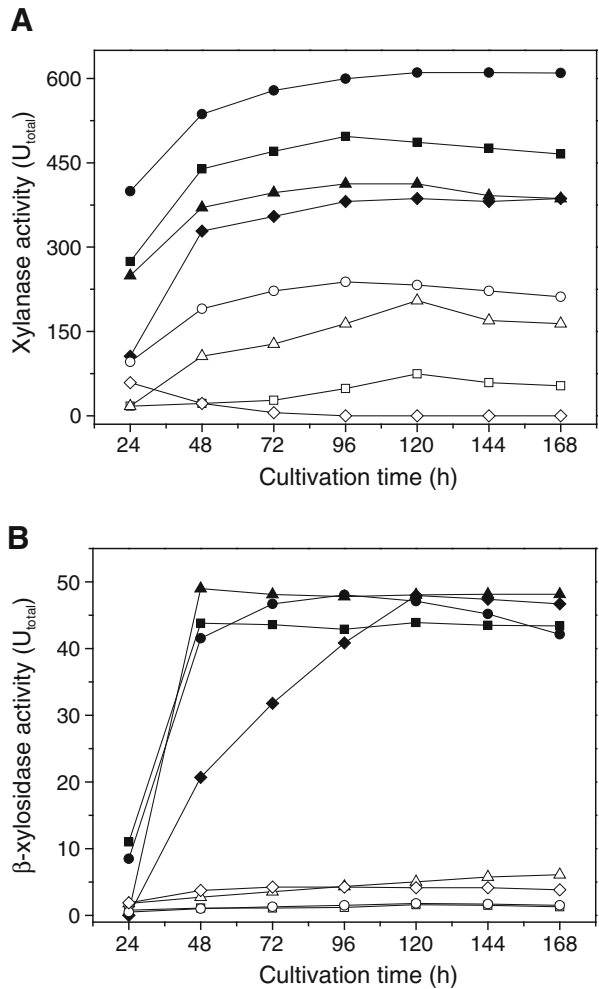 A
Xylanase activity (U_total)
600
450
300
150
0
24 48 72 96 120 144 168
Cultivation time (h)
B
β-xylosidase activity (U_total)
50
40
30
20
10
0
24 48 72 96 120 144 168
Cultivation time (h)